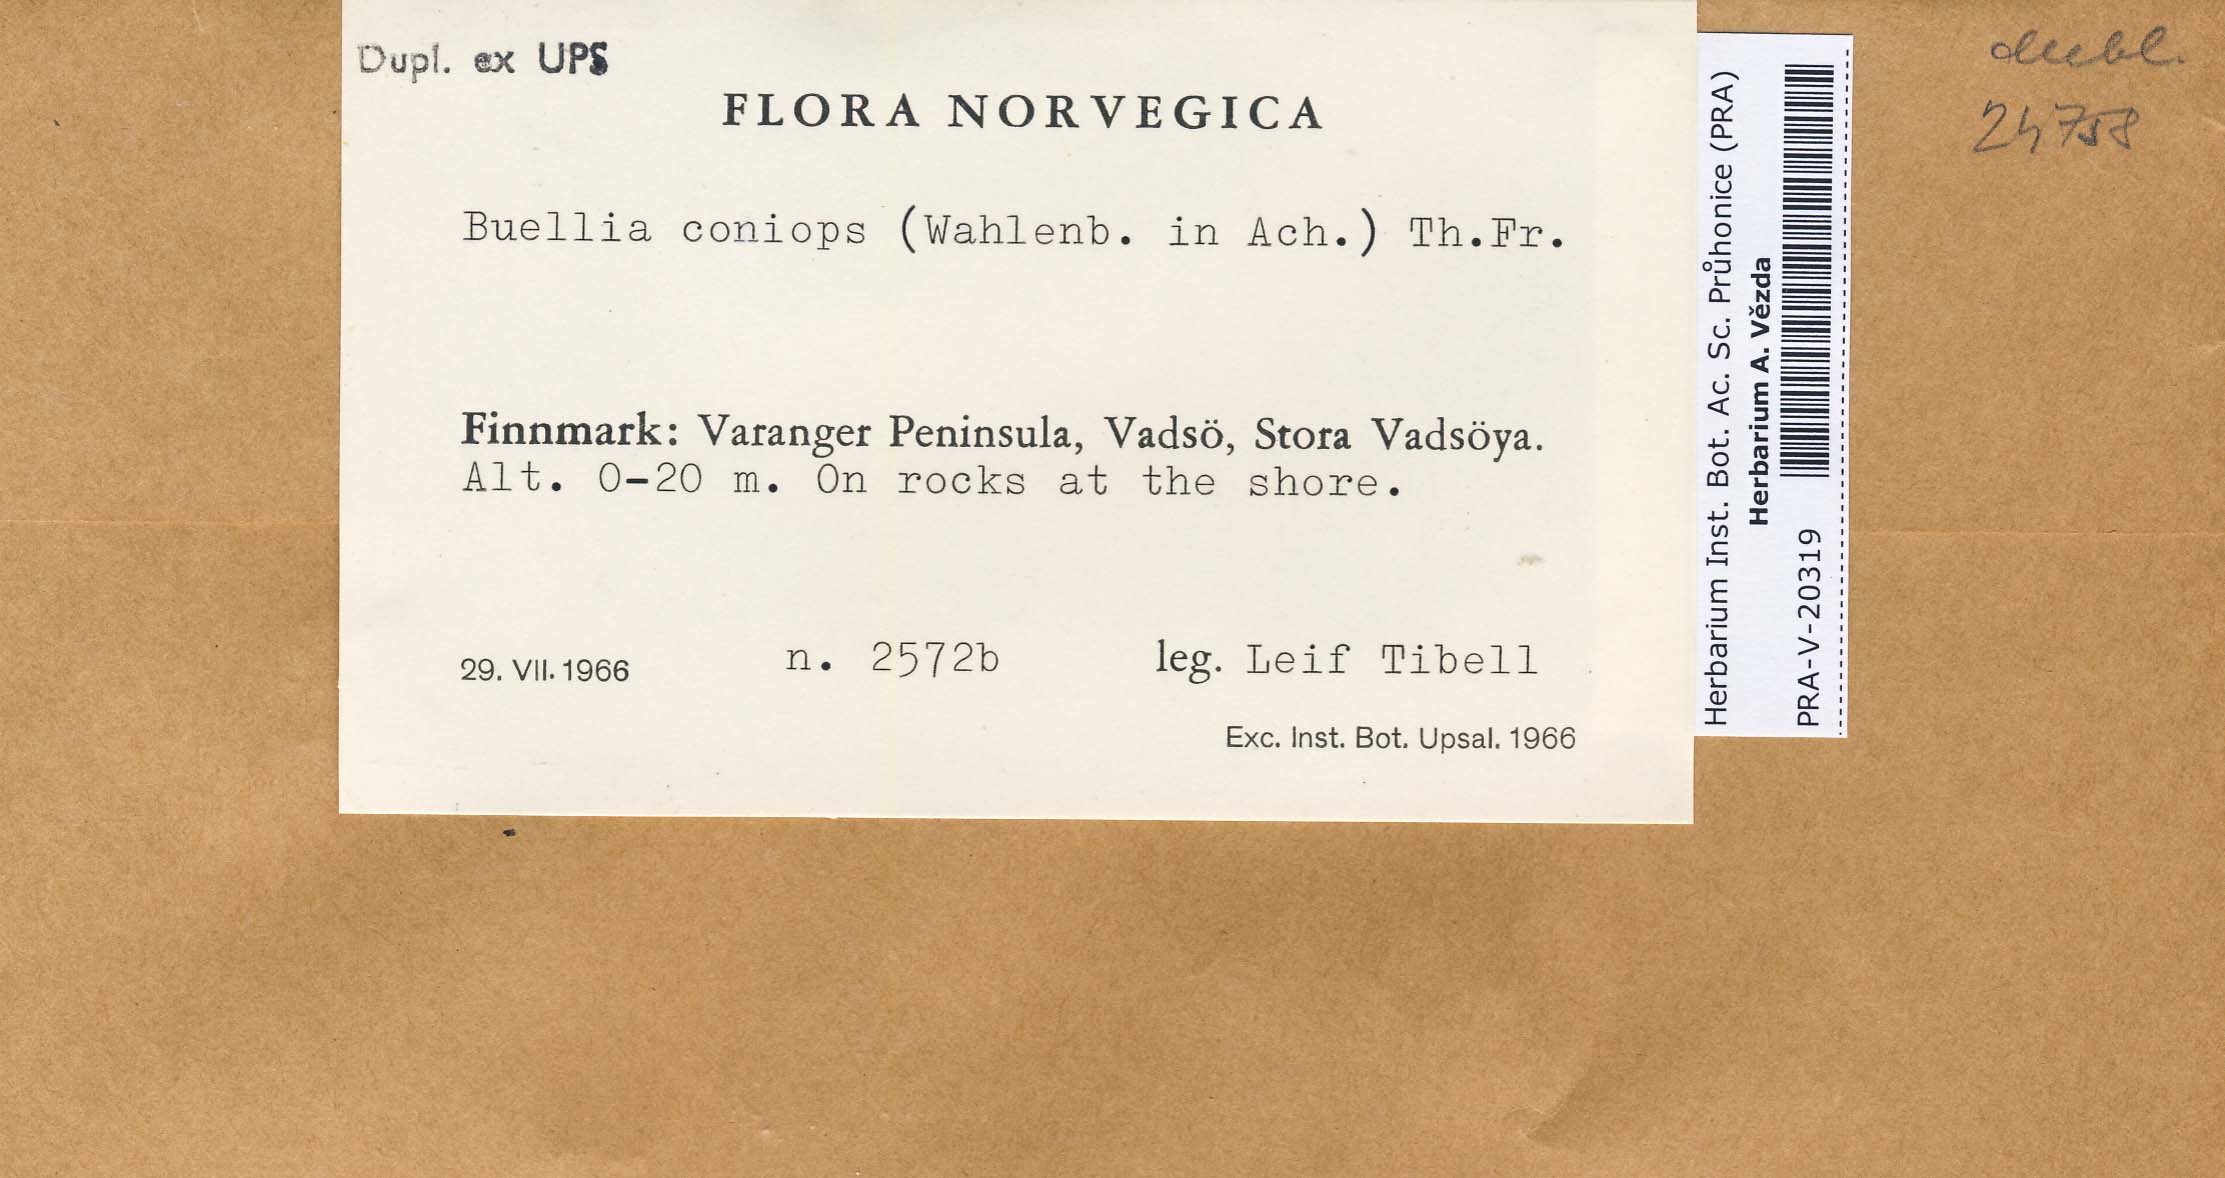 Dupl. ex UPS
FLORA NORVEGICA
Buellia coniops (Wahlenb. in Ach.) Th.Fr.
Finnmark: Varanger Peninsula, Vadsö, Stora Vadsöya.
Alt. 0-20 m. On rocks at the shore.
29. VII. 1966 n. 2572b leg. Leif Tibell
Exc. Inst. Bot. Upsal. 1966
Herbarium Inst. Bot. Ac. Sc. Průhonice (PRA)
Herbarium A. Vězda
PRA-V-20319
24758